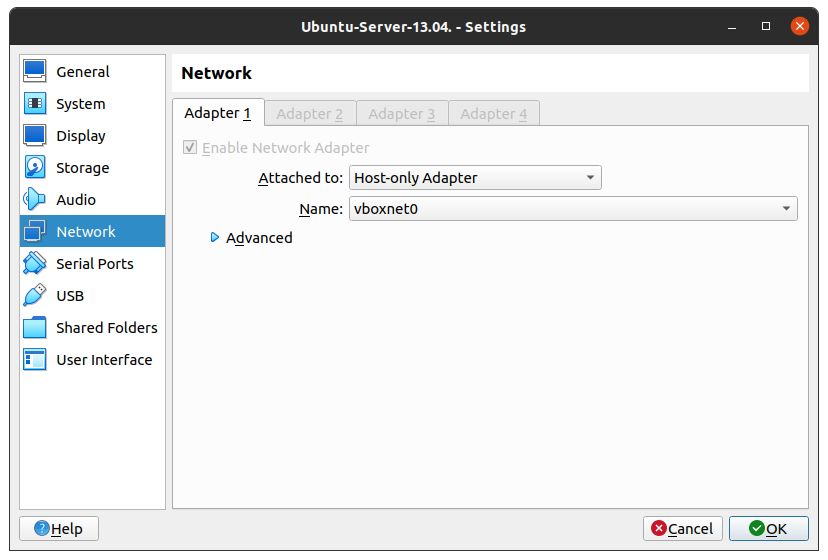 Ubuntu-Server-13.04. - Settings
General
System
Display
Storage
Audio
Network
Serial Ports
USB
Shared Folders
User Interface
Network
Adapter 1 Adapter 2 Adapter 3 Adapter 4
Enable Network Adapter
Attached to: Host-only Adapter
Name: vboxnet0
Advanced
Help Cancel OK